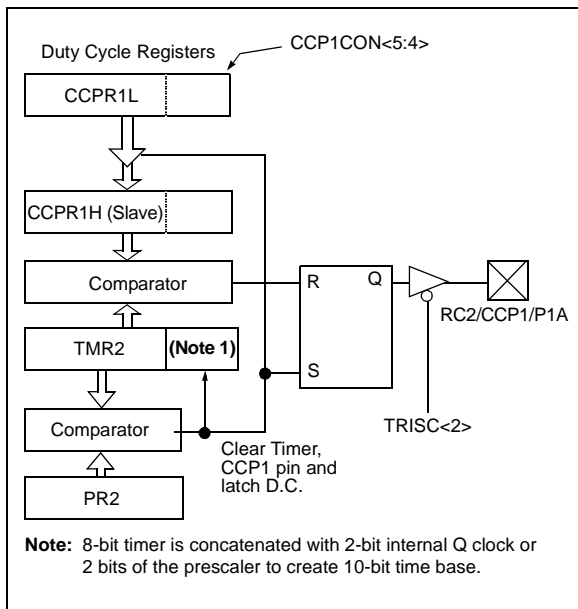 Duty Cycle Registers
CCP1CON<5:4>
CCPR1L
CCPR1H (Slave)
Comparator
R
Q
RC2/CCP1/P1A
TMR2
(Note 1)
S
TRISC<2>
Comparator
Clear Timer,
CCP1 pin and
latch D.C.
PR2
Note: 8-bit timer is concatenated with 2-bit internal Q clock or
2 bits of the prescaler to create 10-bit time base.